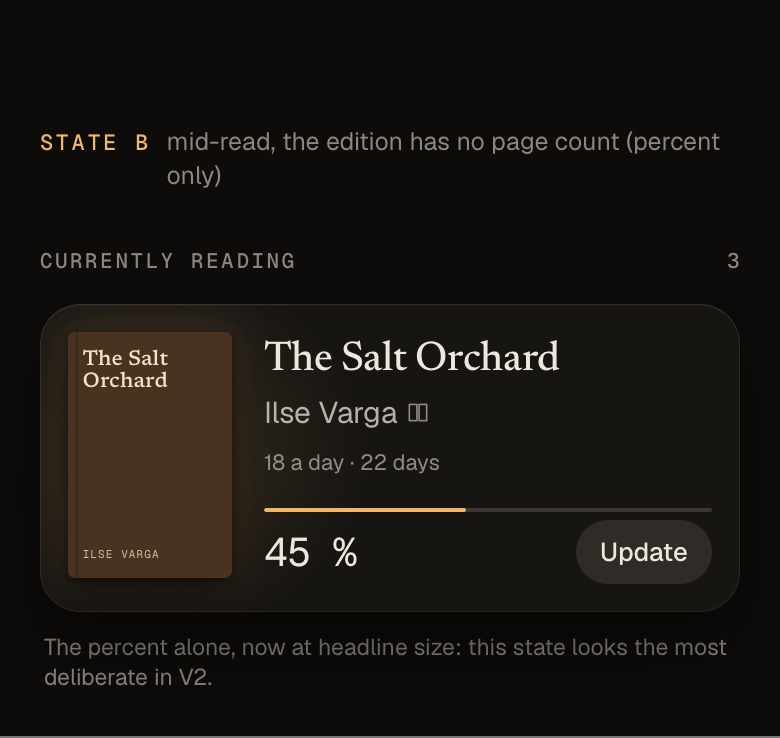 STATE B mid-read, the edition has no page count (percent
only)
CURRENTLY READING 3
The Salt
Orchard
ILSE VARGA
The Salt Orchard
Ilse Varga
18 a day · 22 days
45 %
Update
The percent alone, now at headline size: this state looks the most
deliberate in V2.